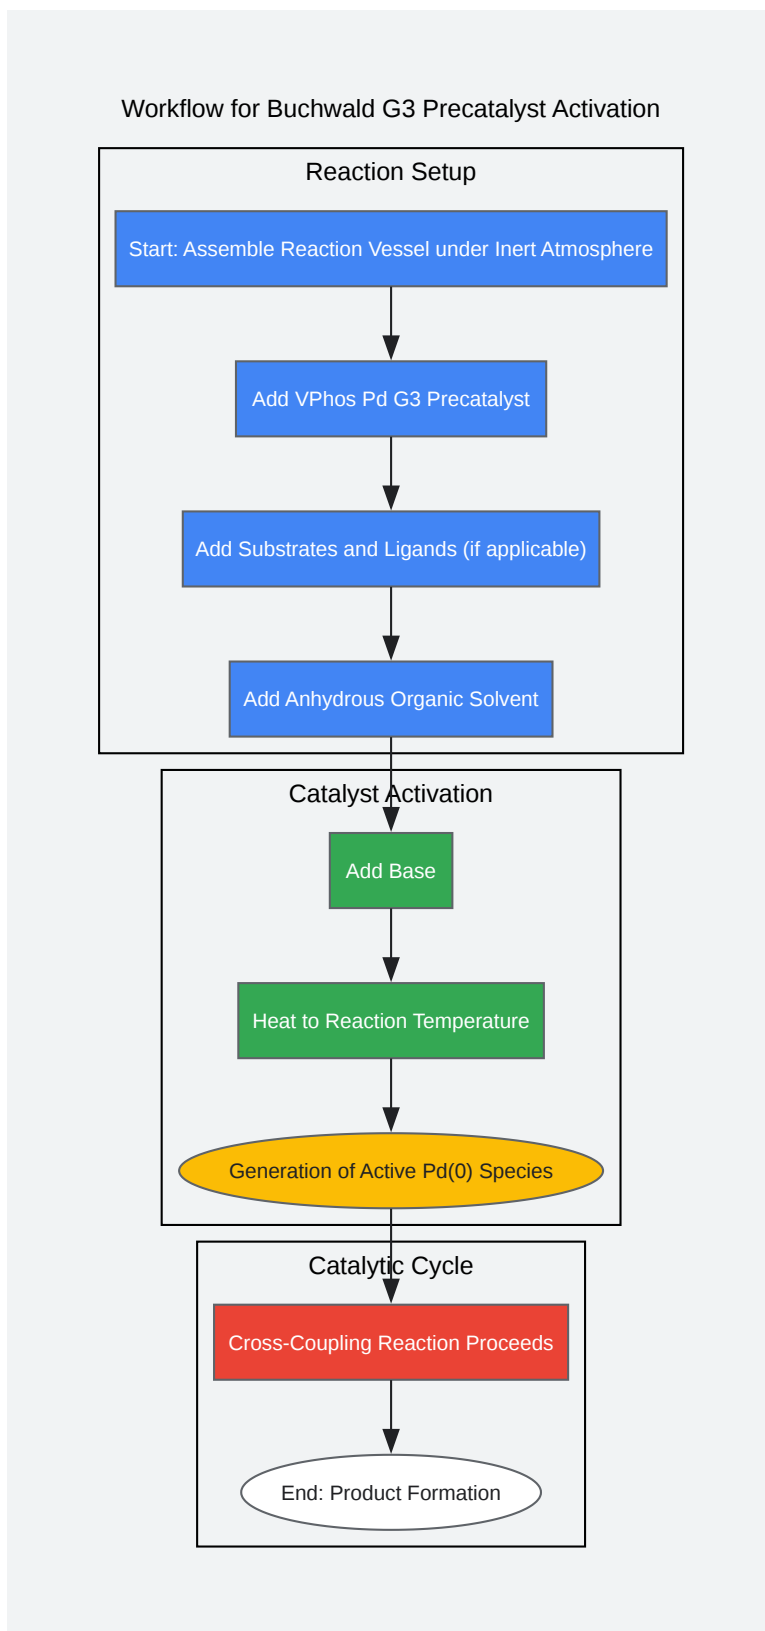 Workflow for Buchwald G3 Precatalyst Activation
Reaction Setup
Start: Assemble Reaction Vessel under Inert Atmosphere
Add VPhos Pd G3 Precatalyst
Add Substrates and Ligands (if applicable)
Add Anhydrous Organic Solvent
Catalyst Activation
Add Base
Heat to Reaction Temperature
Generation of Active Pd(0) Species
Catalytic Cycle
Cross-Coupling Reaction Proceeds
End: Product Formation